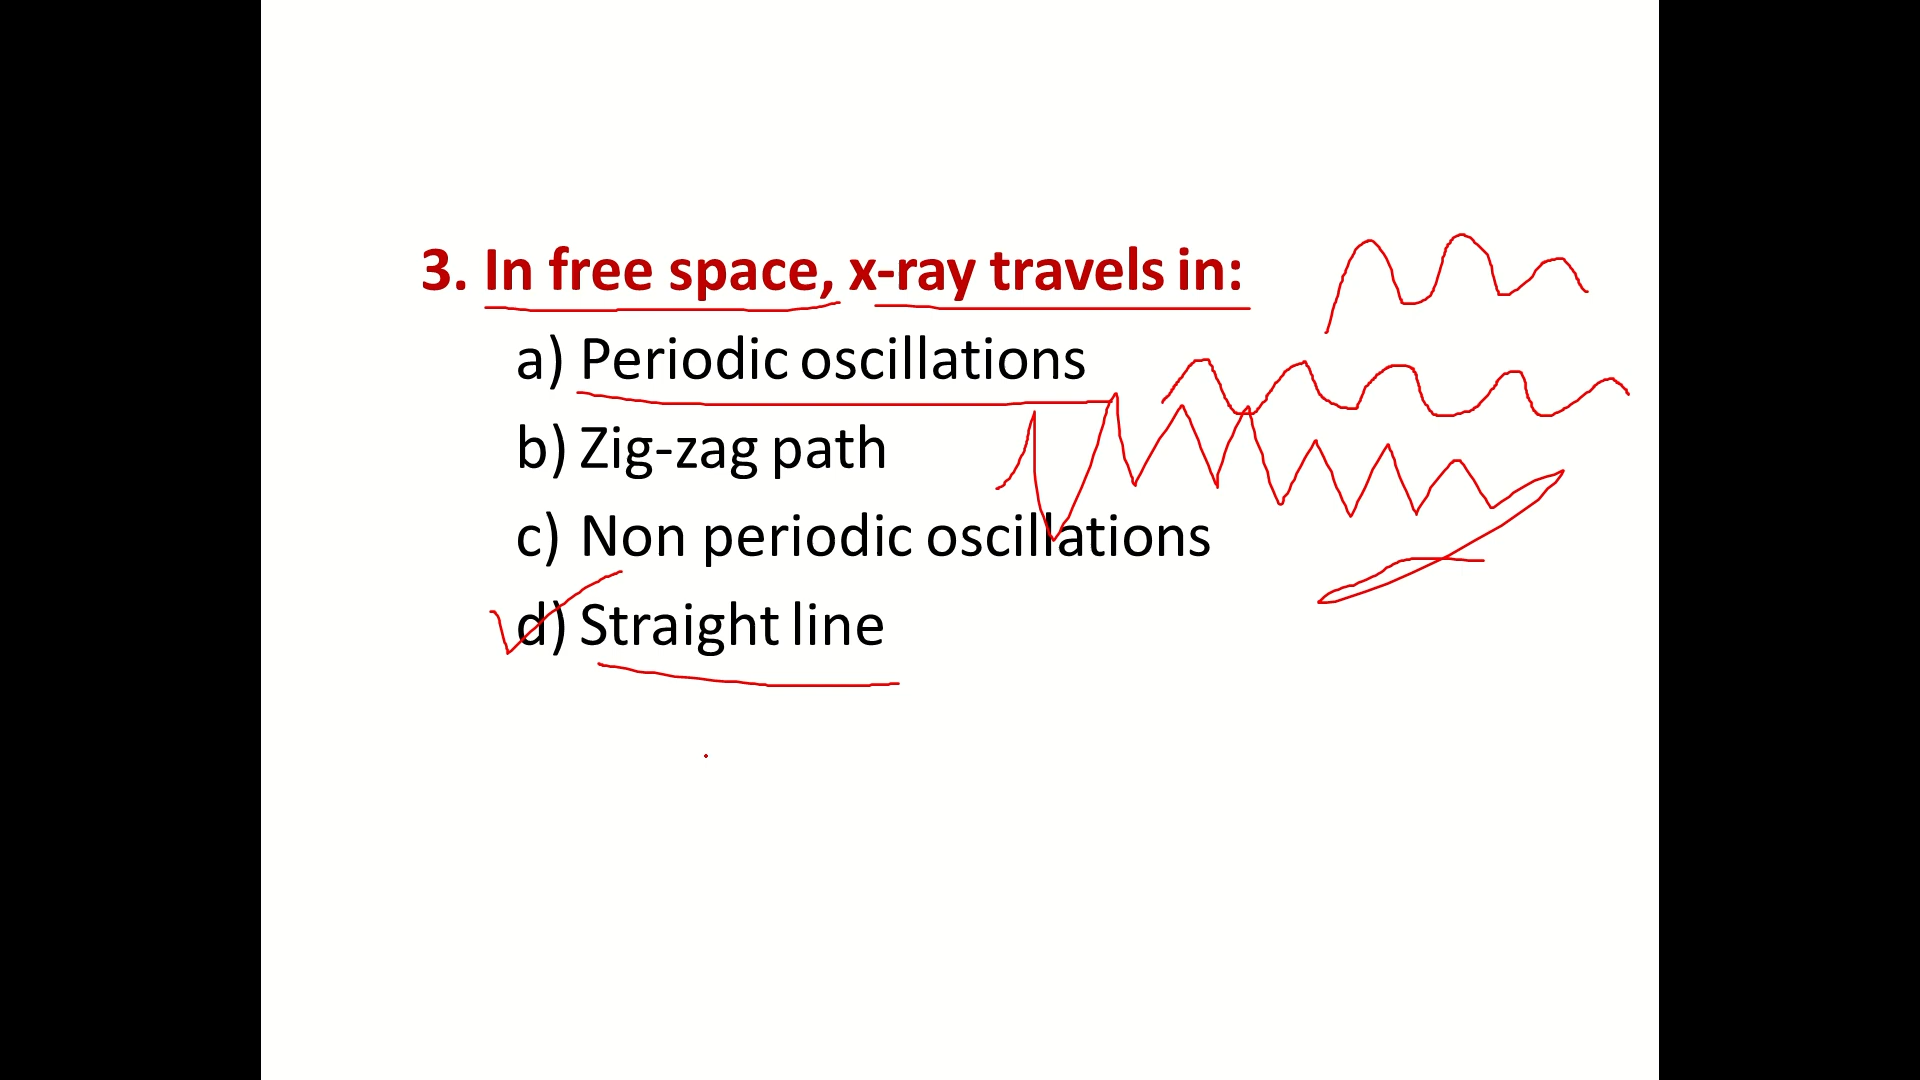 3. In free space, x-ray travels in:
a) Periodic oscillations
b) Zig-zag path
c) Non periodic oscillations
d) Straight line